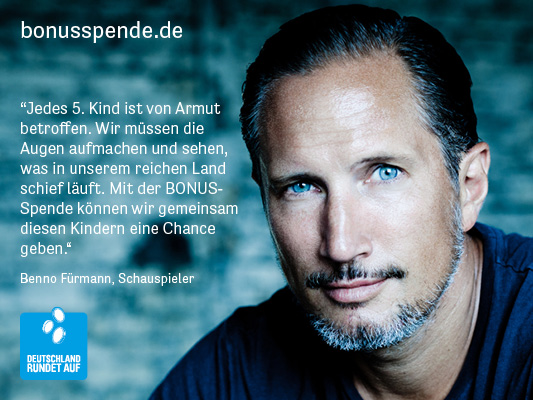 bonusspende.de
“Jedes 5. Kind ist von Armut
betroffen. Wir müssen die
Augen aufmachen und sehen,
was in unserem reichen Land
schief läuft. Mit der BONUS-
Spende können wir gemeinsam
diesen Kindern eine Chance
geben.“
Benno Fürmann, Schauspieler
DEUTSCHLAND
RUNDET AUF